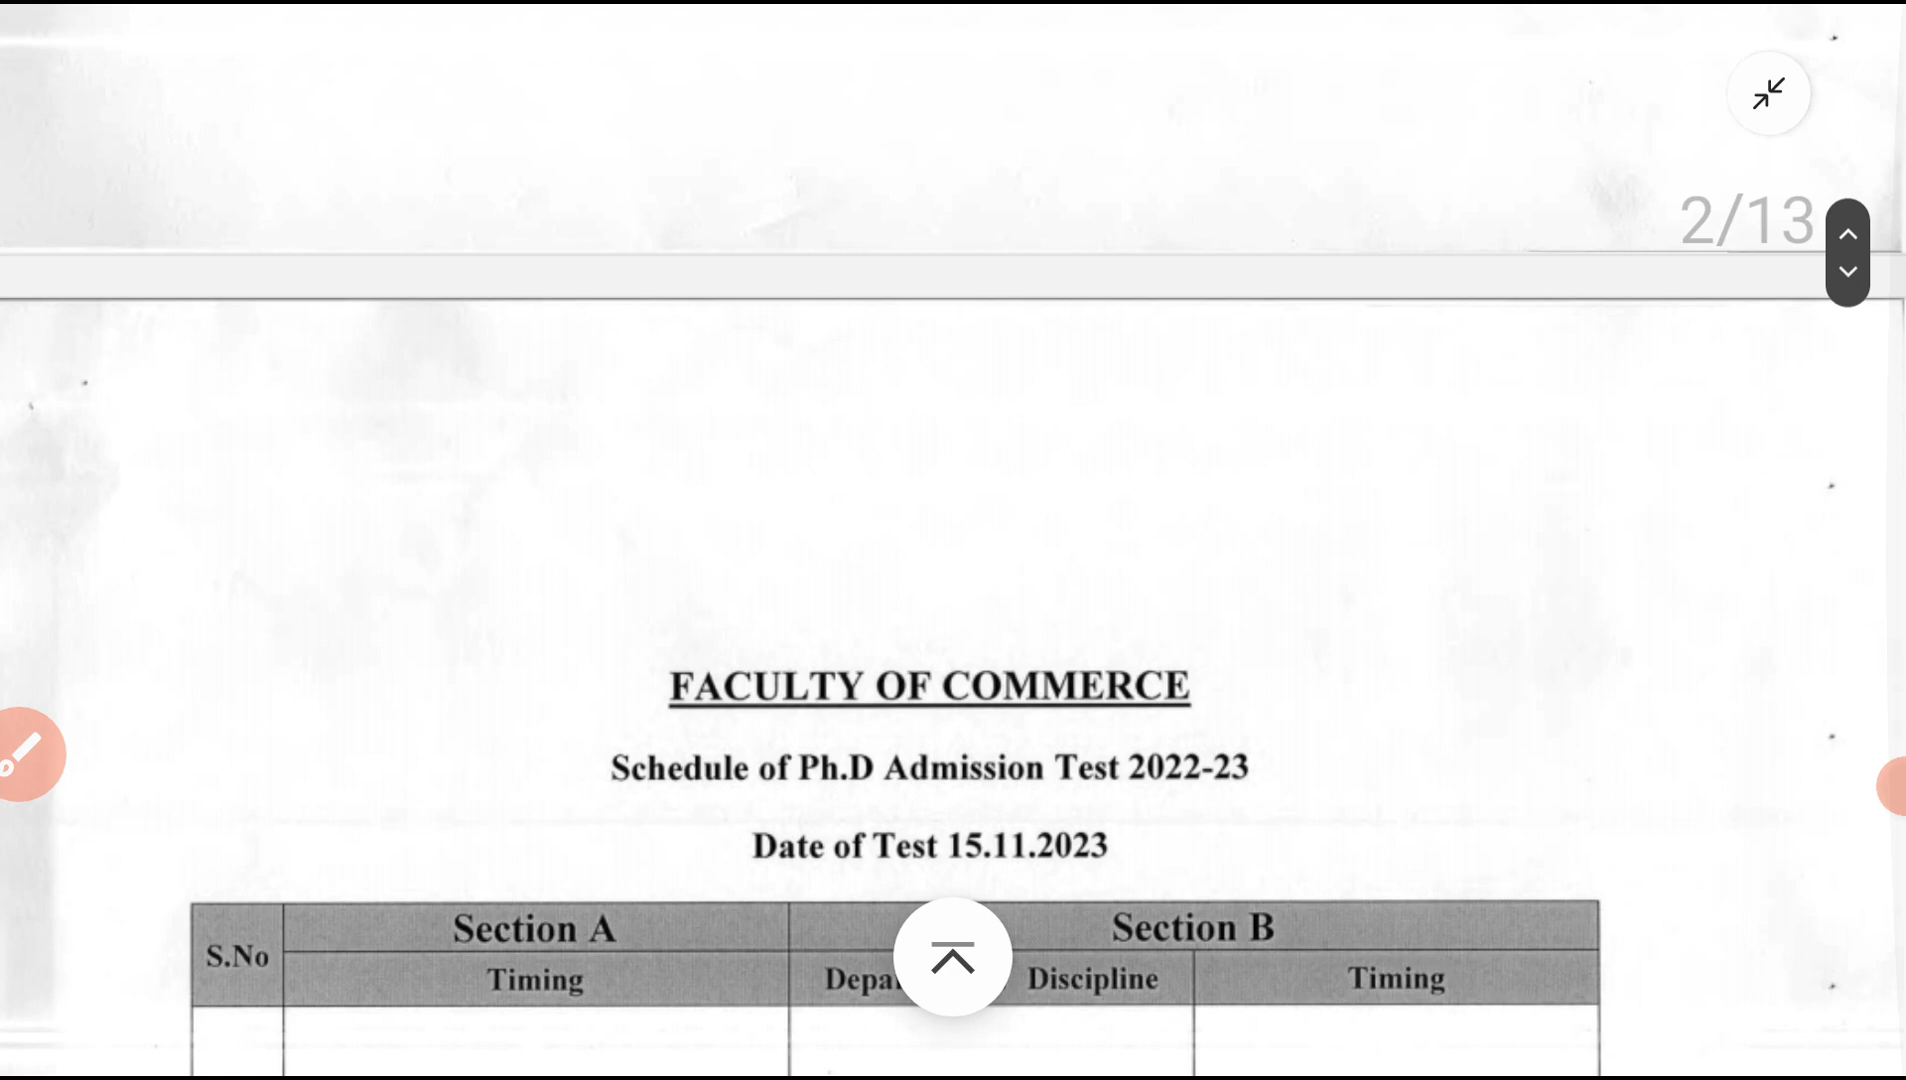 2/13
FACULTY OF COMMERCE
Schedule of Ph.D Admission Test 2022-23
Date of Test 15.11.2023
S.No
Section A
Section B
Timing
Discipline
Timing